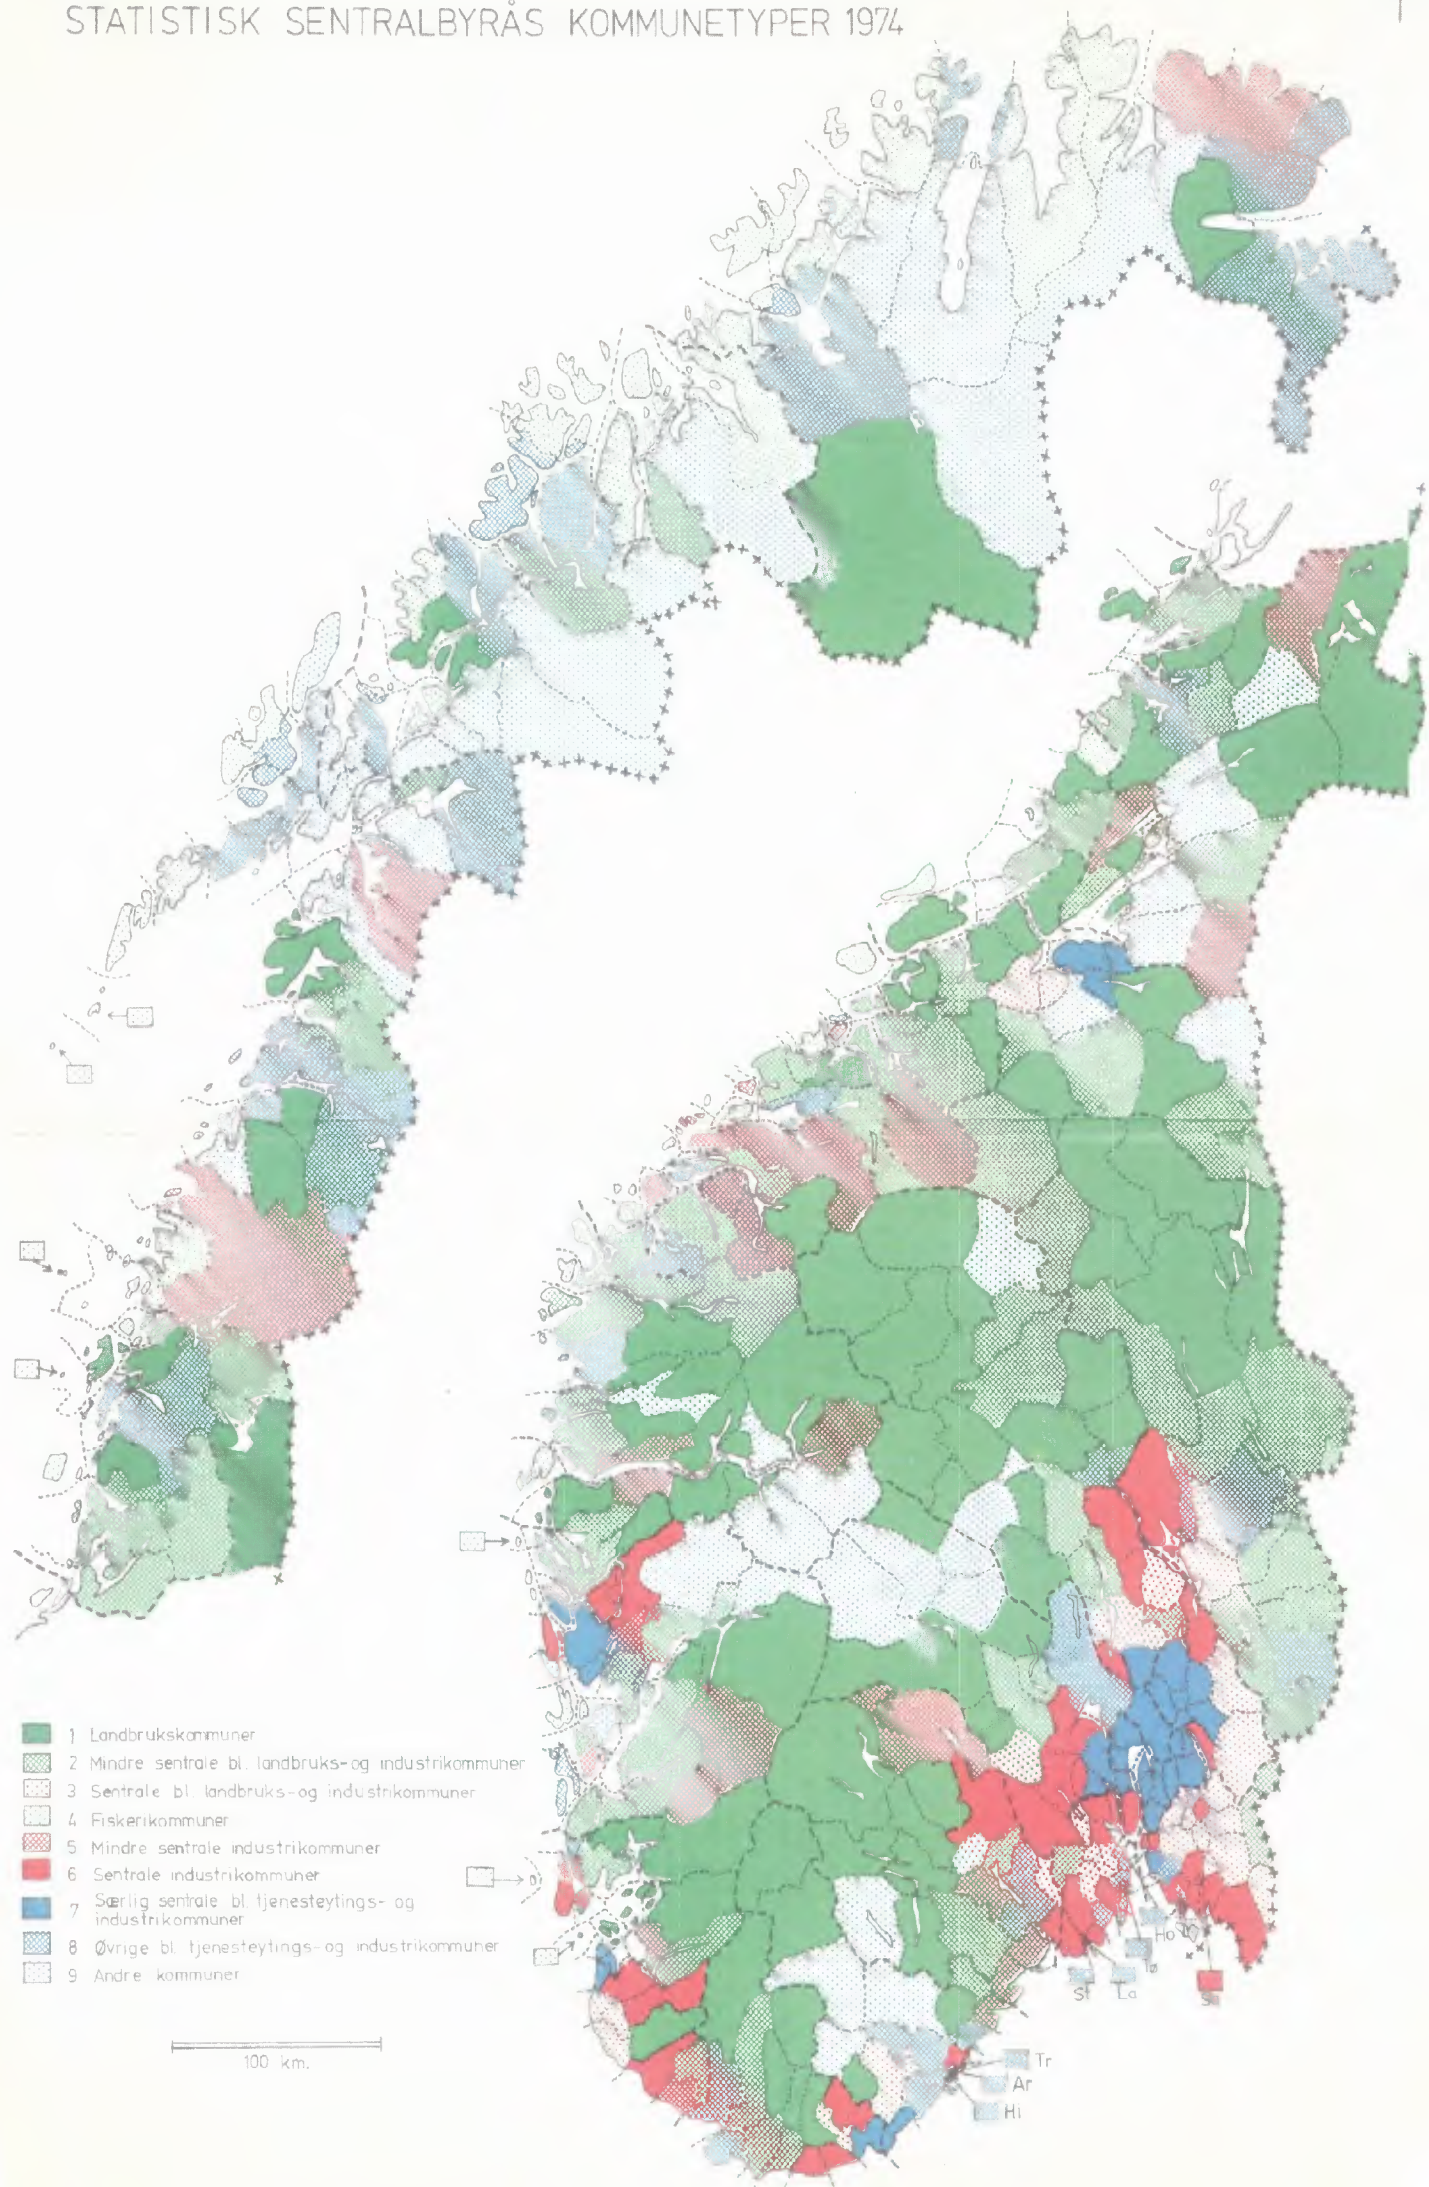 STATISTISK SENTRALBYRÅS KOMMUNETYPER 1974
1 Landbrukskommuner
2 Mindre sentrale bl. landbruks-og industrikommuner
3 Sentrale bl. landbruks-og industrikommuner
4 Fiskerikommuner
5 Mindre sentrale industrikommuner
6 Sentrale industrikommuner
7 Særlig sentrale bl. tjenesteytings- og
industrikommuner
8 Øvrige bl. tjenesteytings-og industrikommuner
9 Andre kommuner
100 km.
Ho
St
La
Tr
Ar
Hi